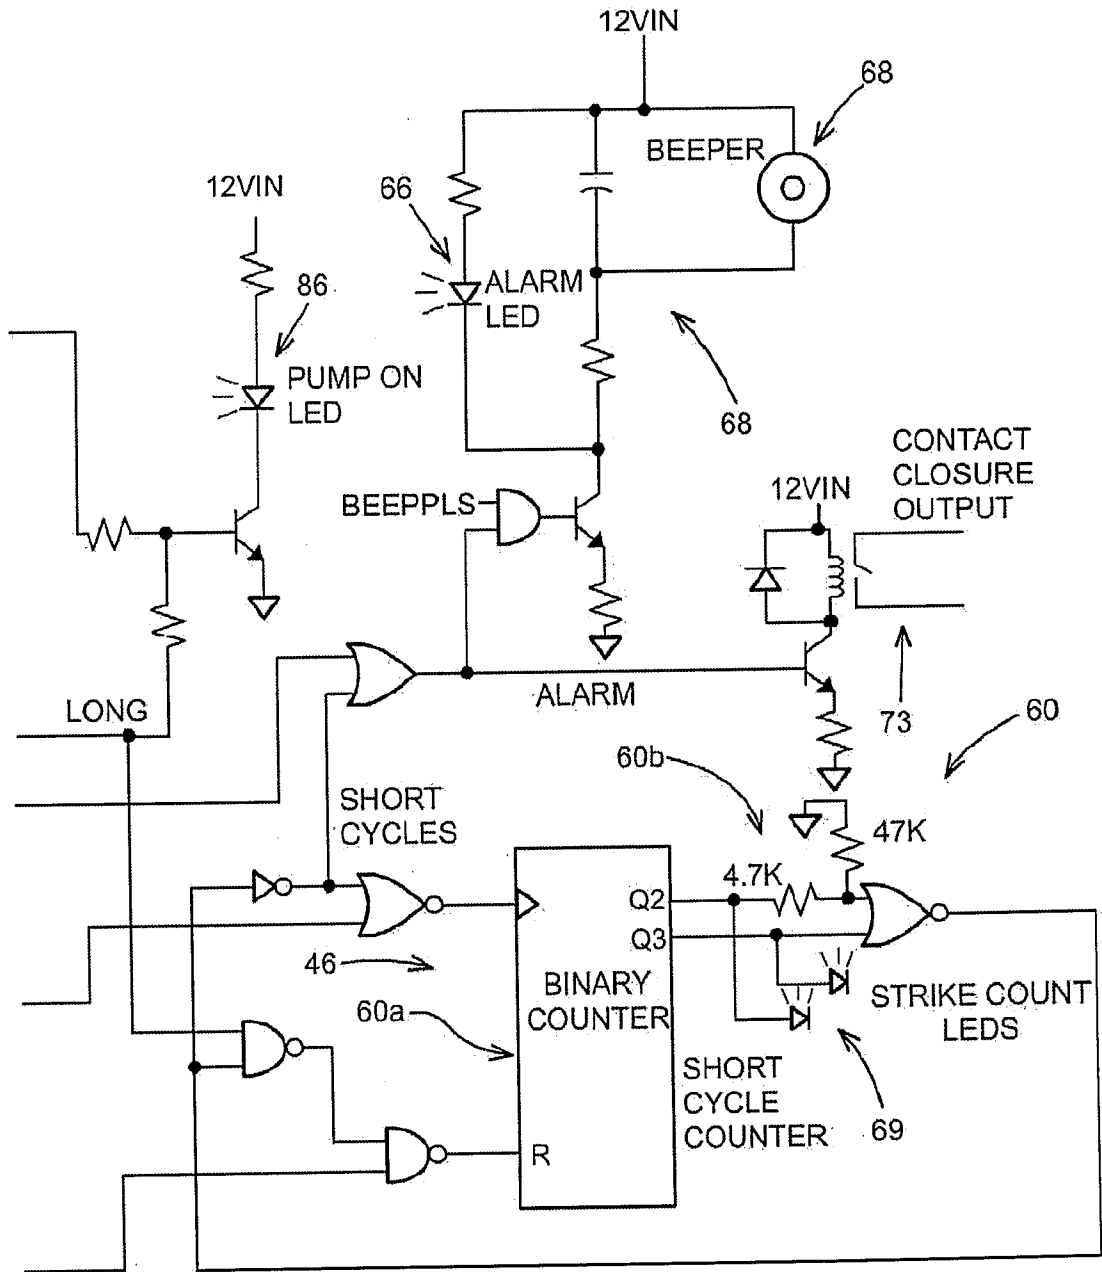 12VIN
68
BEEPER
12VIN
66
86
ALARM
LED
PUMP ON
LED
68
CONTACT
CLOSURE
OUTPUT
12VIN
BEEPPLS
LONG
ALARM
73
60
60b
SHORT
CYCLES
47K
4.7K
Q2
Q3
46
BINARY
COUNTER
STRIKE COUNT
LEDS
60a
SHORT
CYCLE
COUNTER
69
R